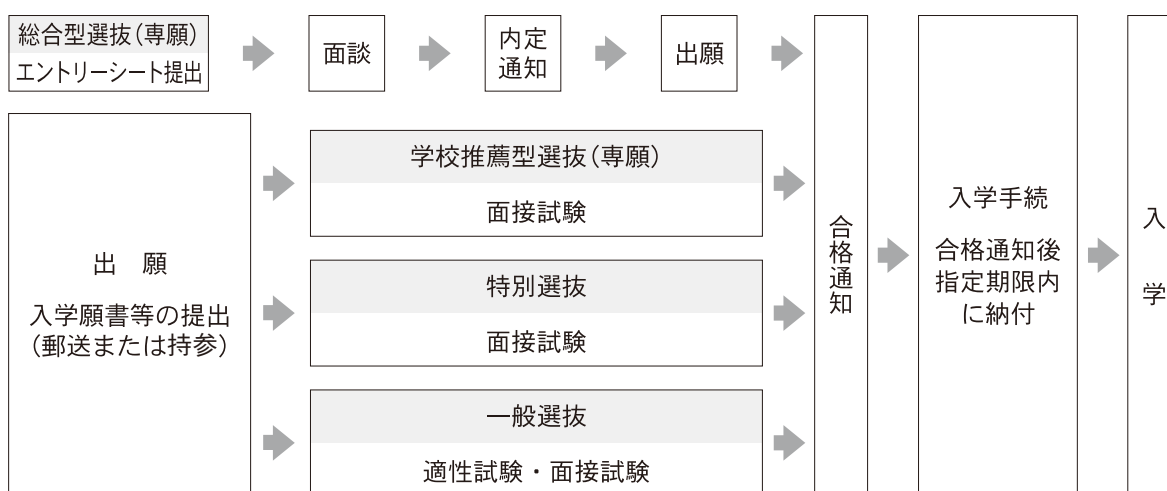 総合型選抜（専願）
エントリーシート提出
面談
内定
通知
出願
出　願
入学願書等の提出
（郵送または持参）
学校推薦型選抜（専願）
面接試験
特別選抜
面接試験
一般選抜
適性試験・面接試験
合格通知
入学手続
合格通知後
指定期限内
に納付
入学